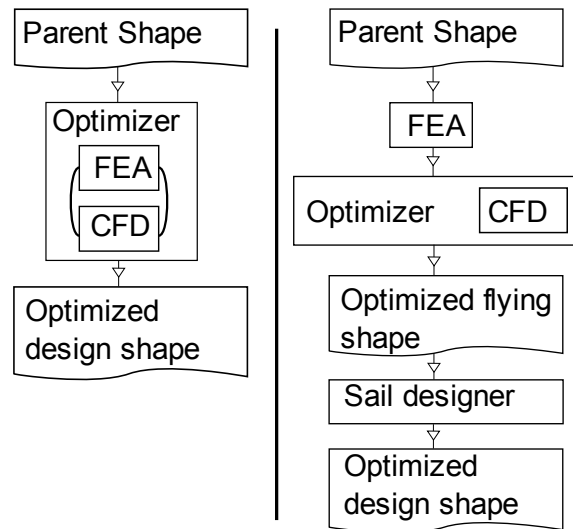 Parent Shape
Optimizer
FEA
CFD
Optimized
design shape
Parent Shape
FEA
Optimizer
CFD
Optimized flying
shape
Sail designer
Optimized
design shape